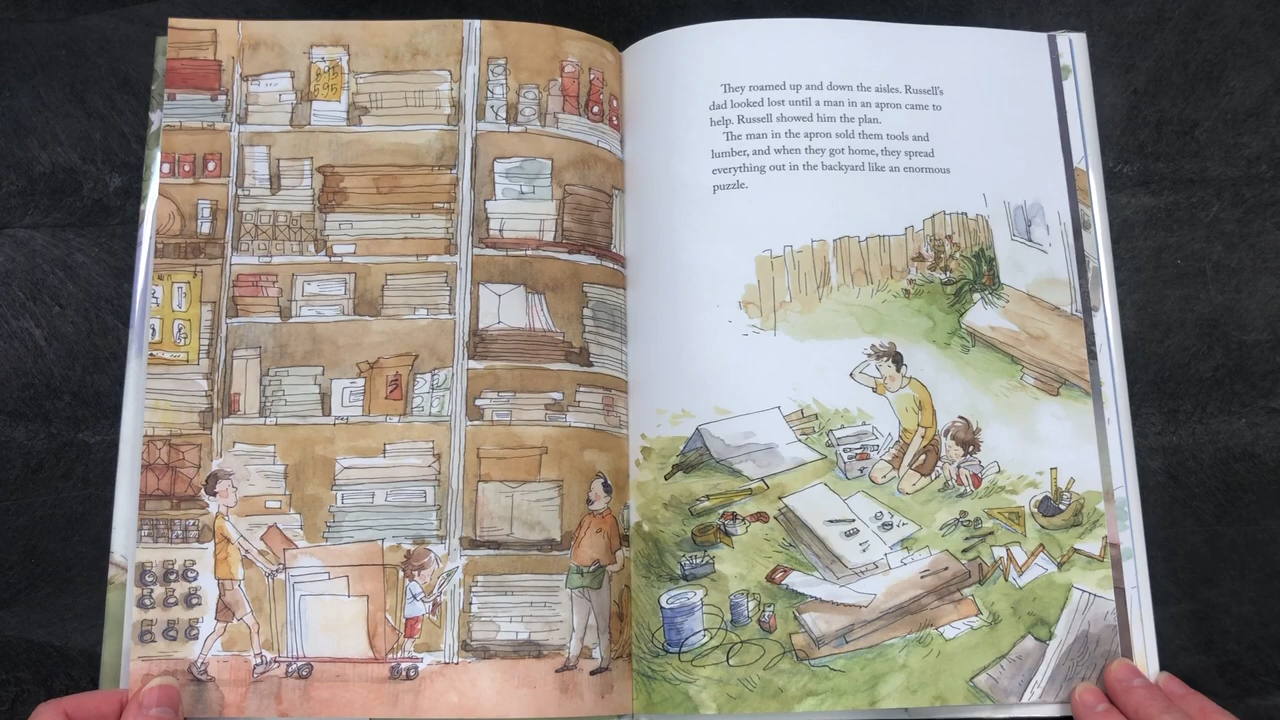 895
595
They roamed up and down the aisles. Russell's
dad looked lost until a man in an apron came to
help. Russell showed him the plan.
The man in the apron sold them tools and
lumber, and when they got home, they spread
everything out in the backyard like an enormous
puzzle.